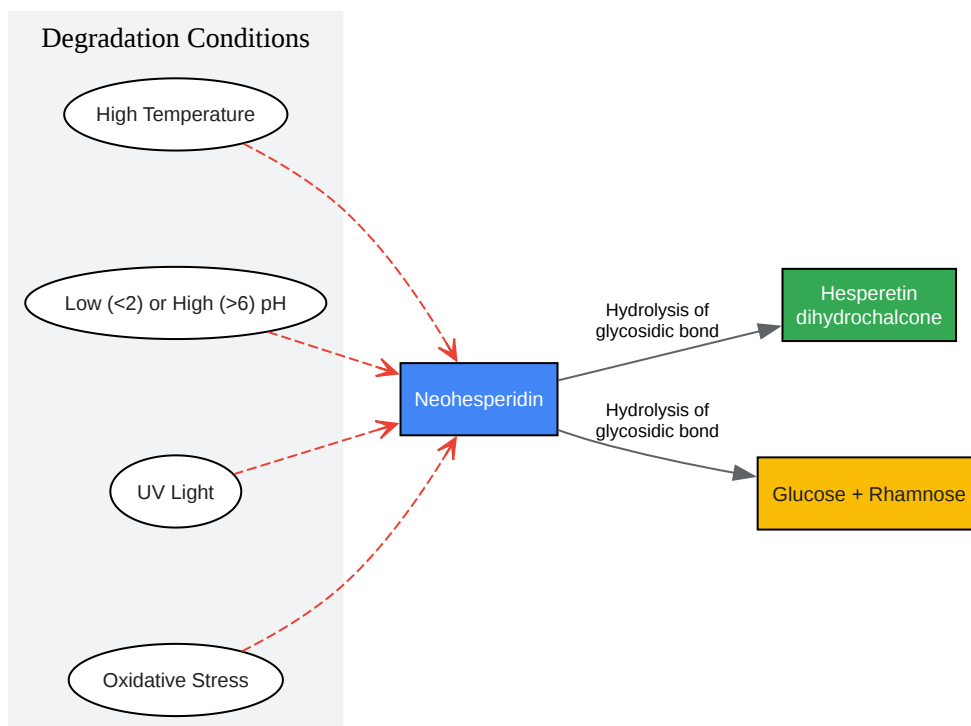 Degradation Conditions
High Temperature
Low (<2) or High (>6) pH
UV Light
Oxidative Stress
Neohesperidin
Hydrolysis of
glycosidic bond
Hesperetin
dihydrochalcone
Hydrolysis of
glycosidic bond
Glucose + Rhamnose